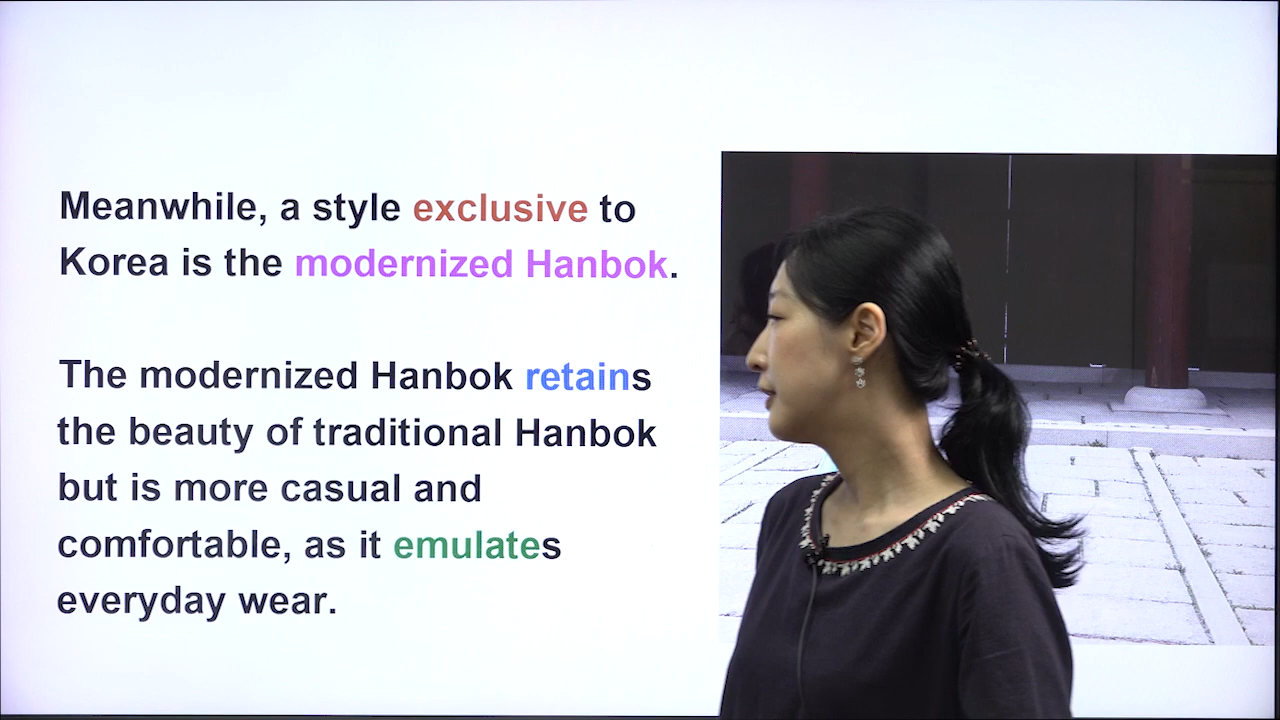 Meanwhile, a style exclusive to
Korea is the modernized Hanbok.
The modernized Hanbok retains
the beauty of traditional Hanbok
but is more casual and
comfortable, as it emulates
everyday wear.